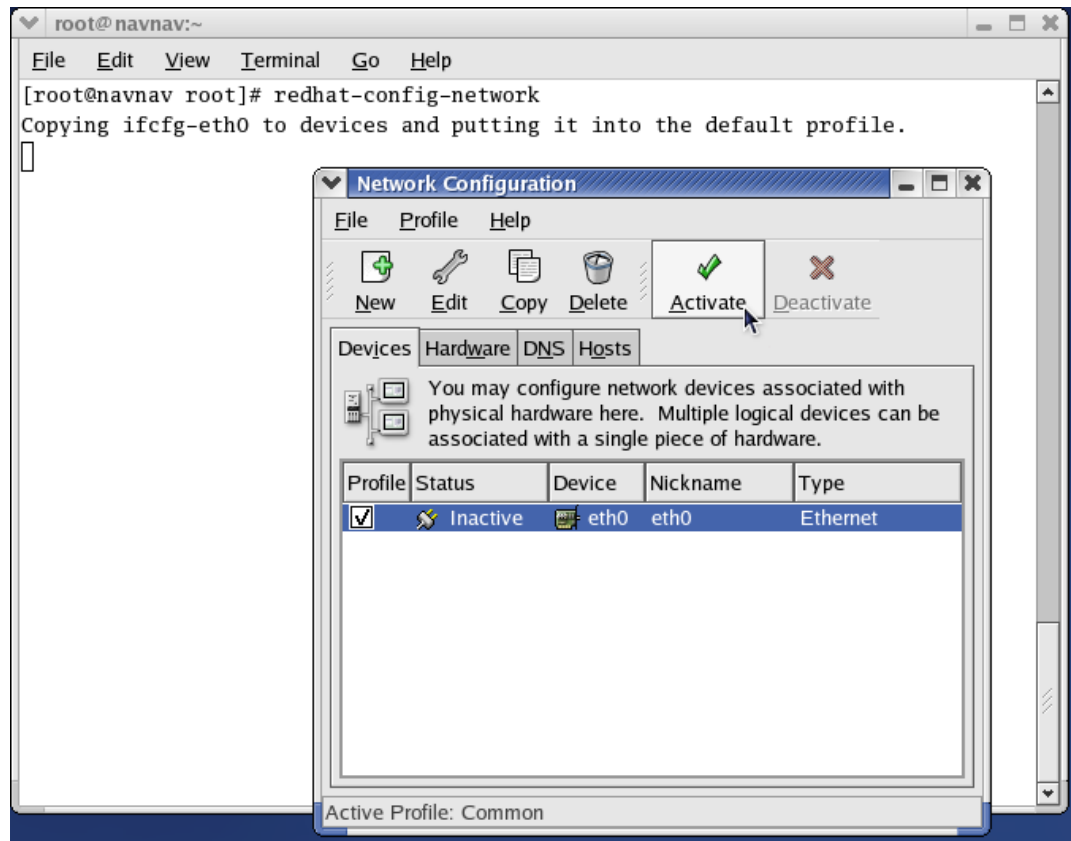 root@navnav:~
File Edit View Terminal Go Help
[root@navnav root]# redhat-config-network
Copying ifcfg-eth0 to devices and putting it into the default profile.
Network Configuration
File Profile Help
New Edit Copy Delete Activate Deactivate
Devices Hardware DNS Hosts
You may configure network devices associated with
physical hardware here. Multiple logical devices can be
associated with a single piece of hardware.
Profile Status Device Nickname Type
Inactive eth0 eth0 Ethernet
Active Profile: Common